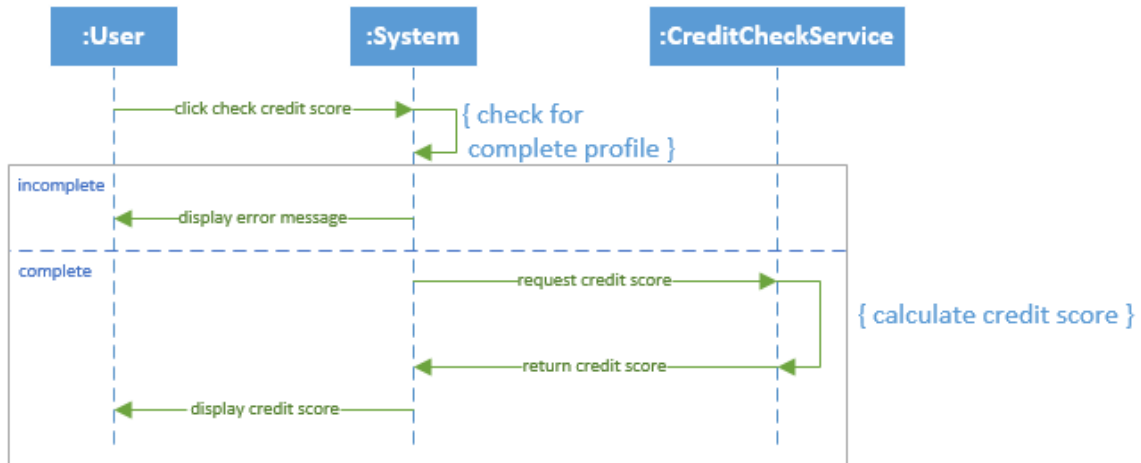 :User
:System
:CreditCheckService
click check credit score
{ check for
complete profile }
incomplete
display error message
complete
request credit score
{ calculate credit score }
return credit score
display credit score